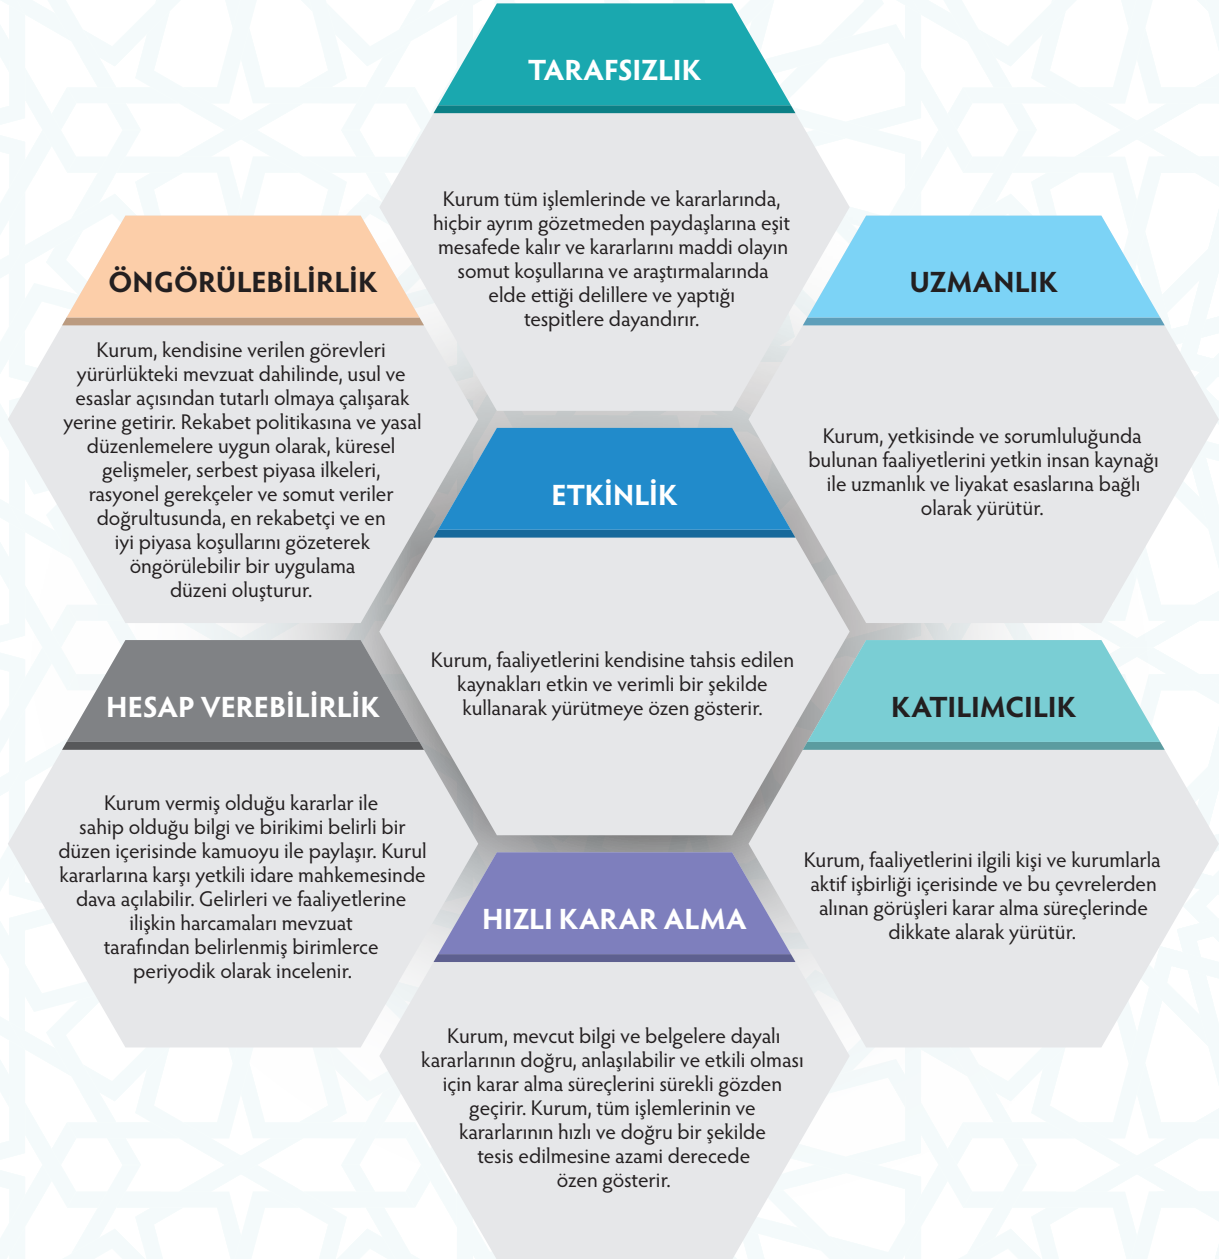 TARAFSIZLIK
Kurum tüm işlemlerinde ve kararlarında,
hiçbir ayrım gözetmeden paydaşlarına eşit
mesafede kalır ve kararlarını maddi olayın
somut koşullarına ve araştırmalarında
elde ettiği delillere ve yaptığı
tespitlere dayandırır.
ÖNGÖRÜLEBİLİRLİK
Kurum, kendisine verilen görevleri
yürürlükteki mevzuat dahilinde, usul ve
esaslar açısından tutarlı olmaya çalışarak
yerine getirir. Rekabet politikasına ve yasal
düzenlemelere uygun olarak, küresel
gelişmeler, serbest piyasa ilkeleri,
rasyonel gerekçeler ve somut veriler
doğrultusunda, en rekabetçi ve en
iyi piyasa koşullarını gözeterek
öngörülebilir bir uygulama
düzeni oluşturur.
UZMANLIK
Kurum, yetkisinde ve sorumluluğunda
bulunan faaliyetlerini yetkin insan kaynağı
ile uzmanlık ve liyakat esaslarına bağlı
olarak yürütür.
ETKİNLİK
Kurum, faaliyetlerini kendisine tahsis edilen
kaynakları etkin ve verimli bir şekilde
kullanarak yürütmeye özen gösterir.
HESAP VEREBİLİRLİK
Kurum vermiş olduğu kararlar ile
sahip olduğu bilgi ve birikimi belirli bir
düzen içerisinde kamuoyu ile paylaşır. Kurul
kararlarına karşı yetkili idare mahkemesinde
dava açılabilir. Gelirleri ve faaliyetlerine
ilişkin harcamaları mevzuat
tarafından belirlenmiş birimlerce
periyodik olarak incelenir.
KATILIMCILIK
Kurum, faaliyetlerini ilgili kişi ve kurumlarla
aktif işbirliği içerisinde ve bu çevrelerden
alınan görüşleri karar alma süreçlerinde
dikkate alarak yürütür.
HIZLI KARAR ALMA
Kurum, mevcut bilgi ve belgelere dayalı
kararlarının doğru, anlaşılabilir ve etkili olması
için karar alma süreçlerini sürekli gözden
geçirir. Kurum, tüm işlemlerinin ve
kararlarının hızlı ve doğru bir şekilde
tesis edilmesine azami derecede
özen gösterir.